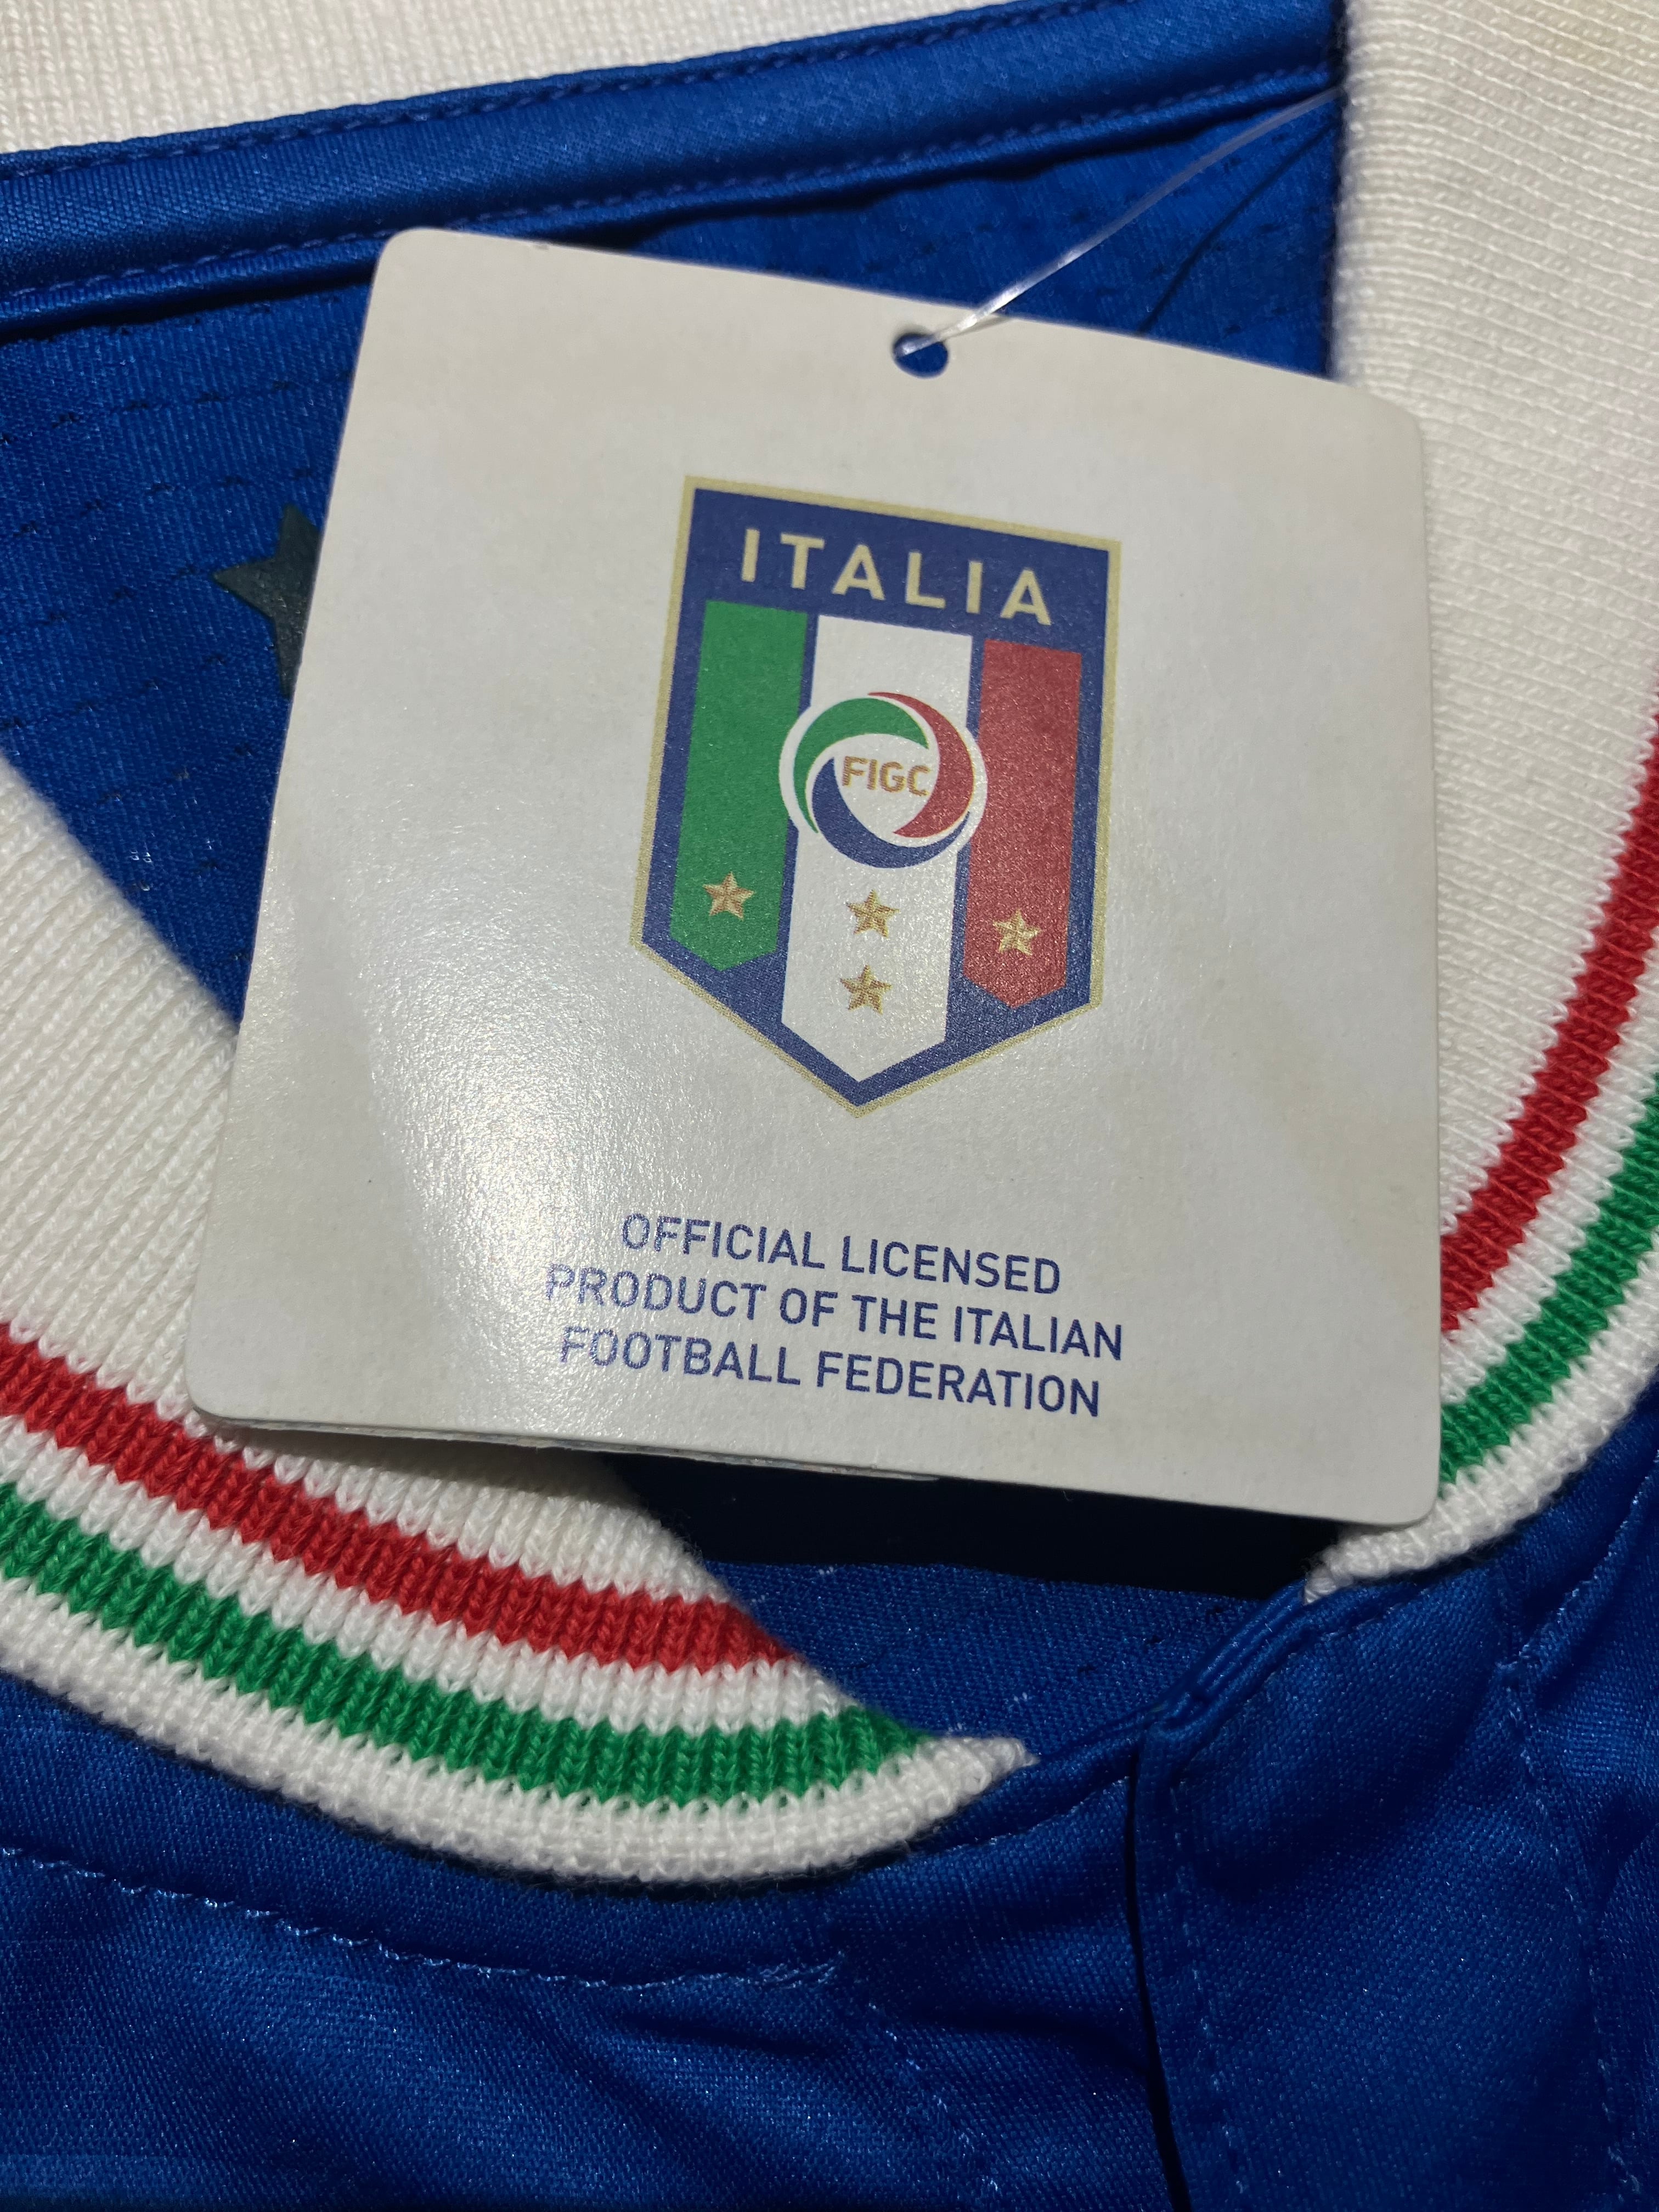 ITALIA
FIGC
OFFICIAL LICENSED
PRODUCT OF THE ITALIAN
FOOTBALL FEDERATION